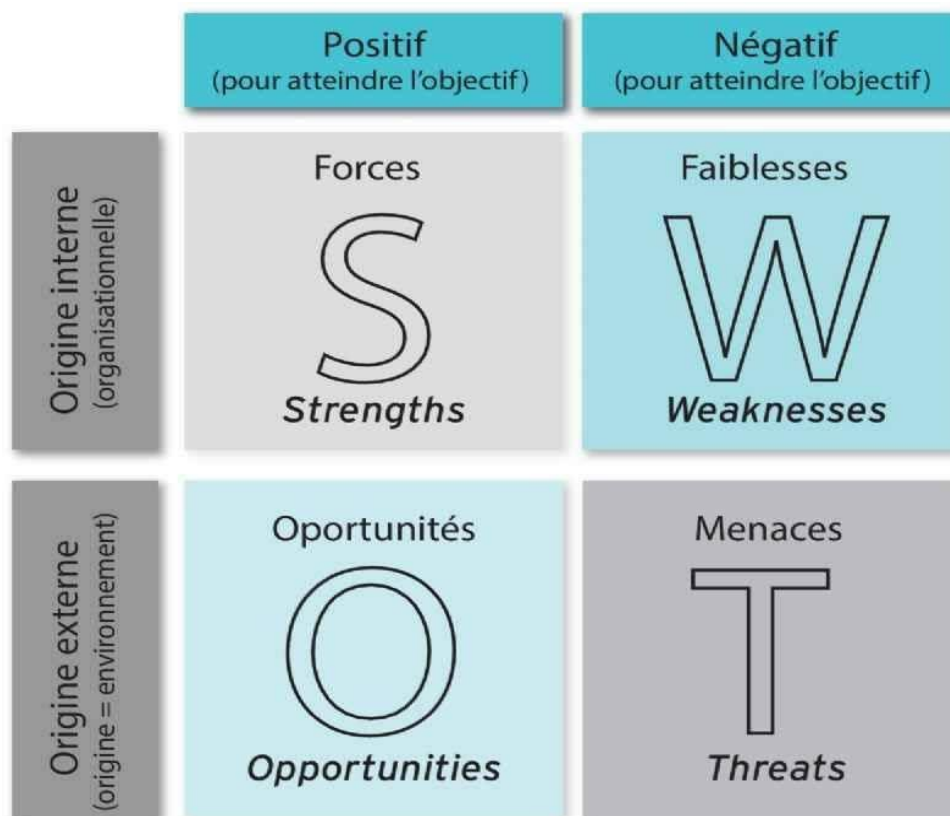 Positif
(pour atteindre l’objectif)
Négatif
(pour atteindre l’objectif)
Origine interne
(organisationnelle)
Forces
S
Strengths
Faiblesses
W
Weaknesses
Origine externe
(origine = environnement)
Oportunités
O
Opportunities
Menaces
T
Threats